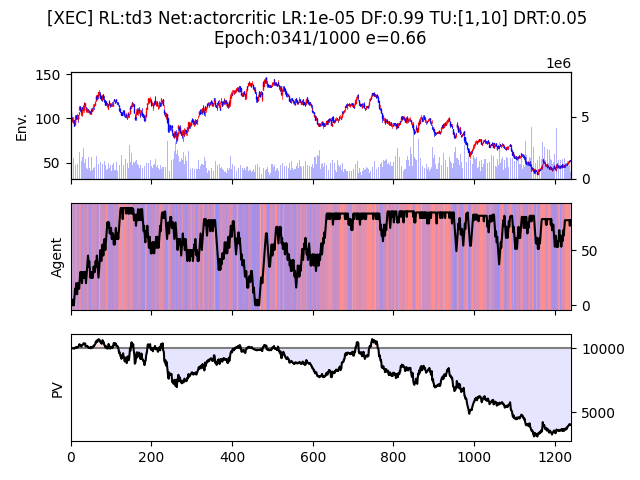 [XEC] RL:td3 Net:actorcritic LR:1e-05 DF:0.99 TU:[1,10] DRT:0.05
Epoch:0341/1000 e=0.66
1e6
150
100
50
Env.
5
0
Agent
50
0
PV
10000
5000
0 200 400 600 800 1000 1200